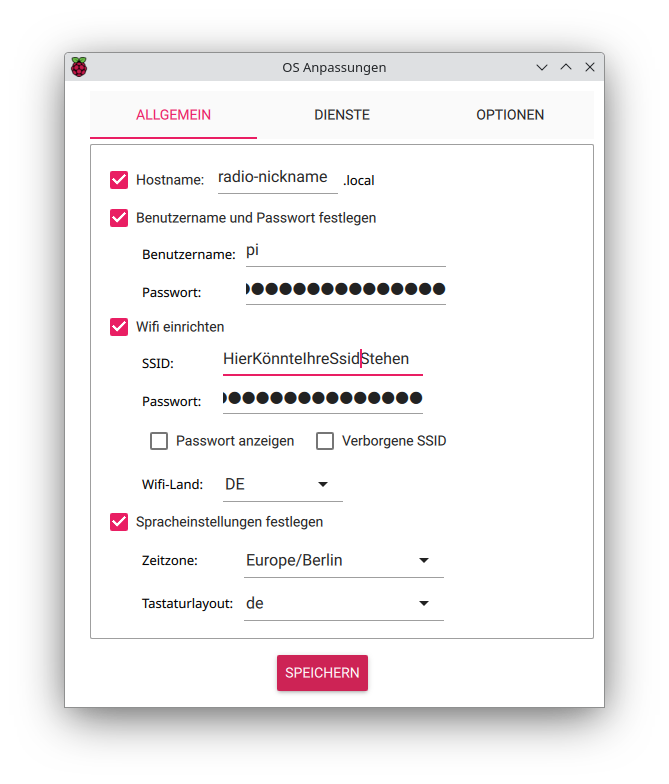 OS Anpassungen
ALLGEMEIN DIENSTE OPTIONEN
Hostname: radio-nickname .local
Benutzername und Passwort festlegen
Benutzername: pi
Passwort: ●●●●●●●●●●●●●●●
Wifi einrichten
SSID: HierKönnteIhreSsidStehen
Passwort: ●●●●●●●●●●●●●●●
Passwort anzeigen Verborgene SSID
Wifi-Land: DE
Spracheinstellungen festlegen
Zeitzone: Europe/Berlin
Tastaturlayout: de
SPEICHERN